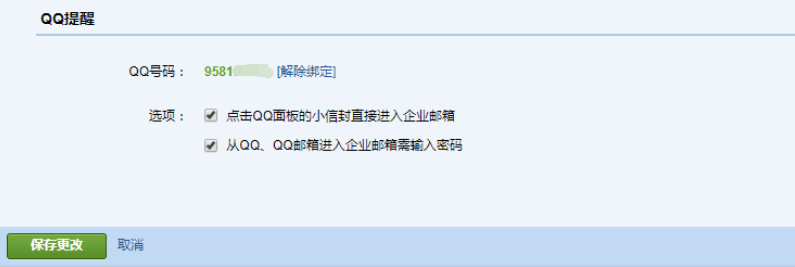 QQ提醒
QQ号码： 9581 [解除绑定]
选项： 点击QQ面板的小信封直接进入企业邮箱
从QQ、QQ邮箱进入企业邮箱需输入密码
保存更改 取消